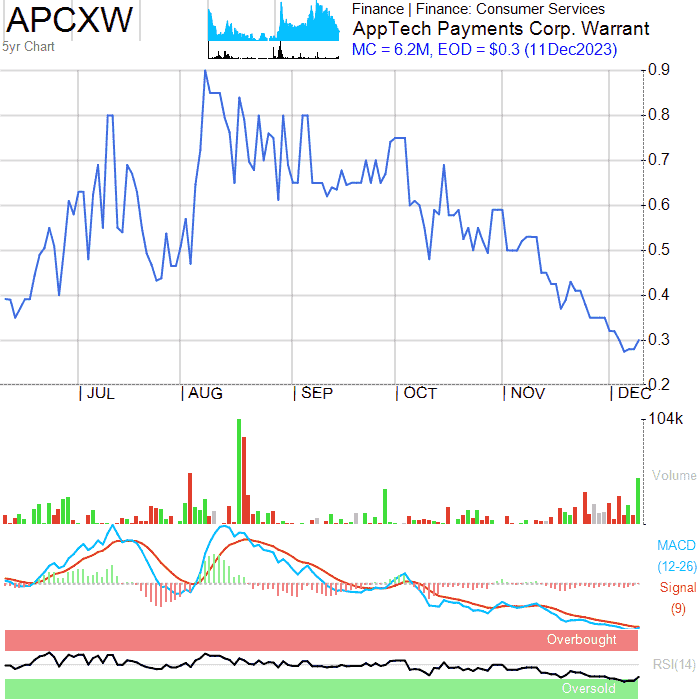 APCXW
5yr Chart
Finance | Finance: Consumer Services
AppTech Payments Corp. Warrant
MC = 6.2M, EOD = $0.3 (11Dec2023)
0.9
0.8
0.7
0.6
0.5
0.4
0.3
0.2
JUL
AUG
SEP
OCT
NOV
DEC
104k
Volume
MACD
(12-26)
Signal
(9)
Overbought
RSI(14)
Oversold